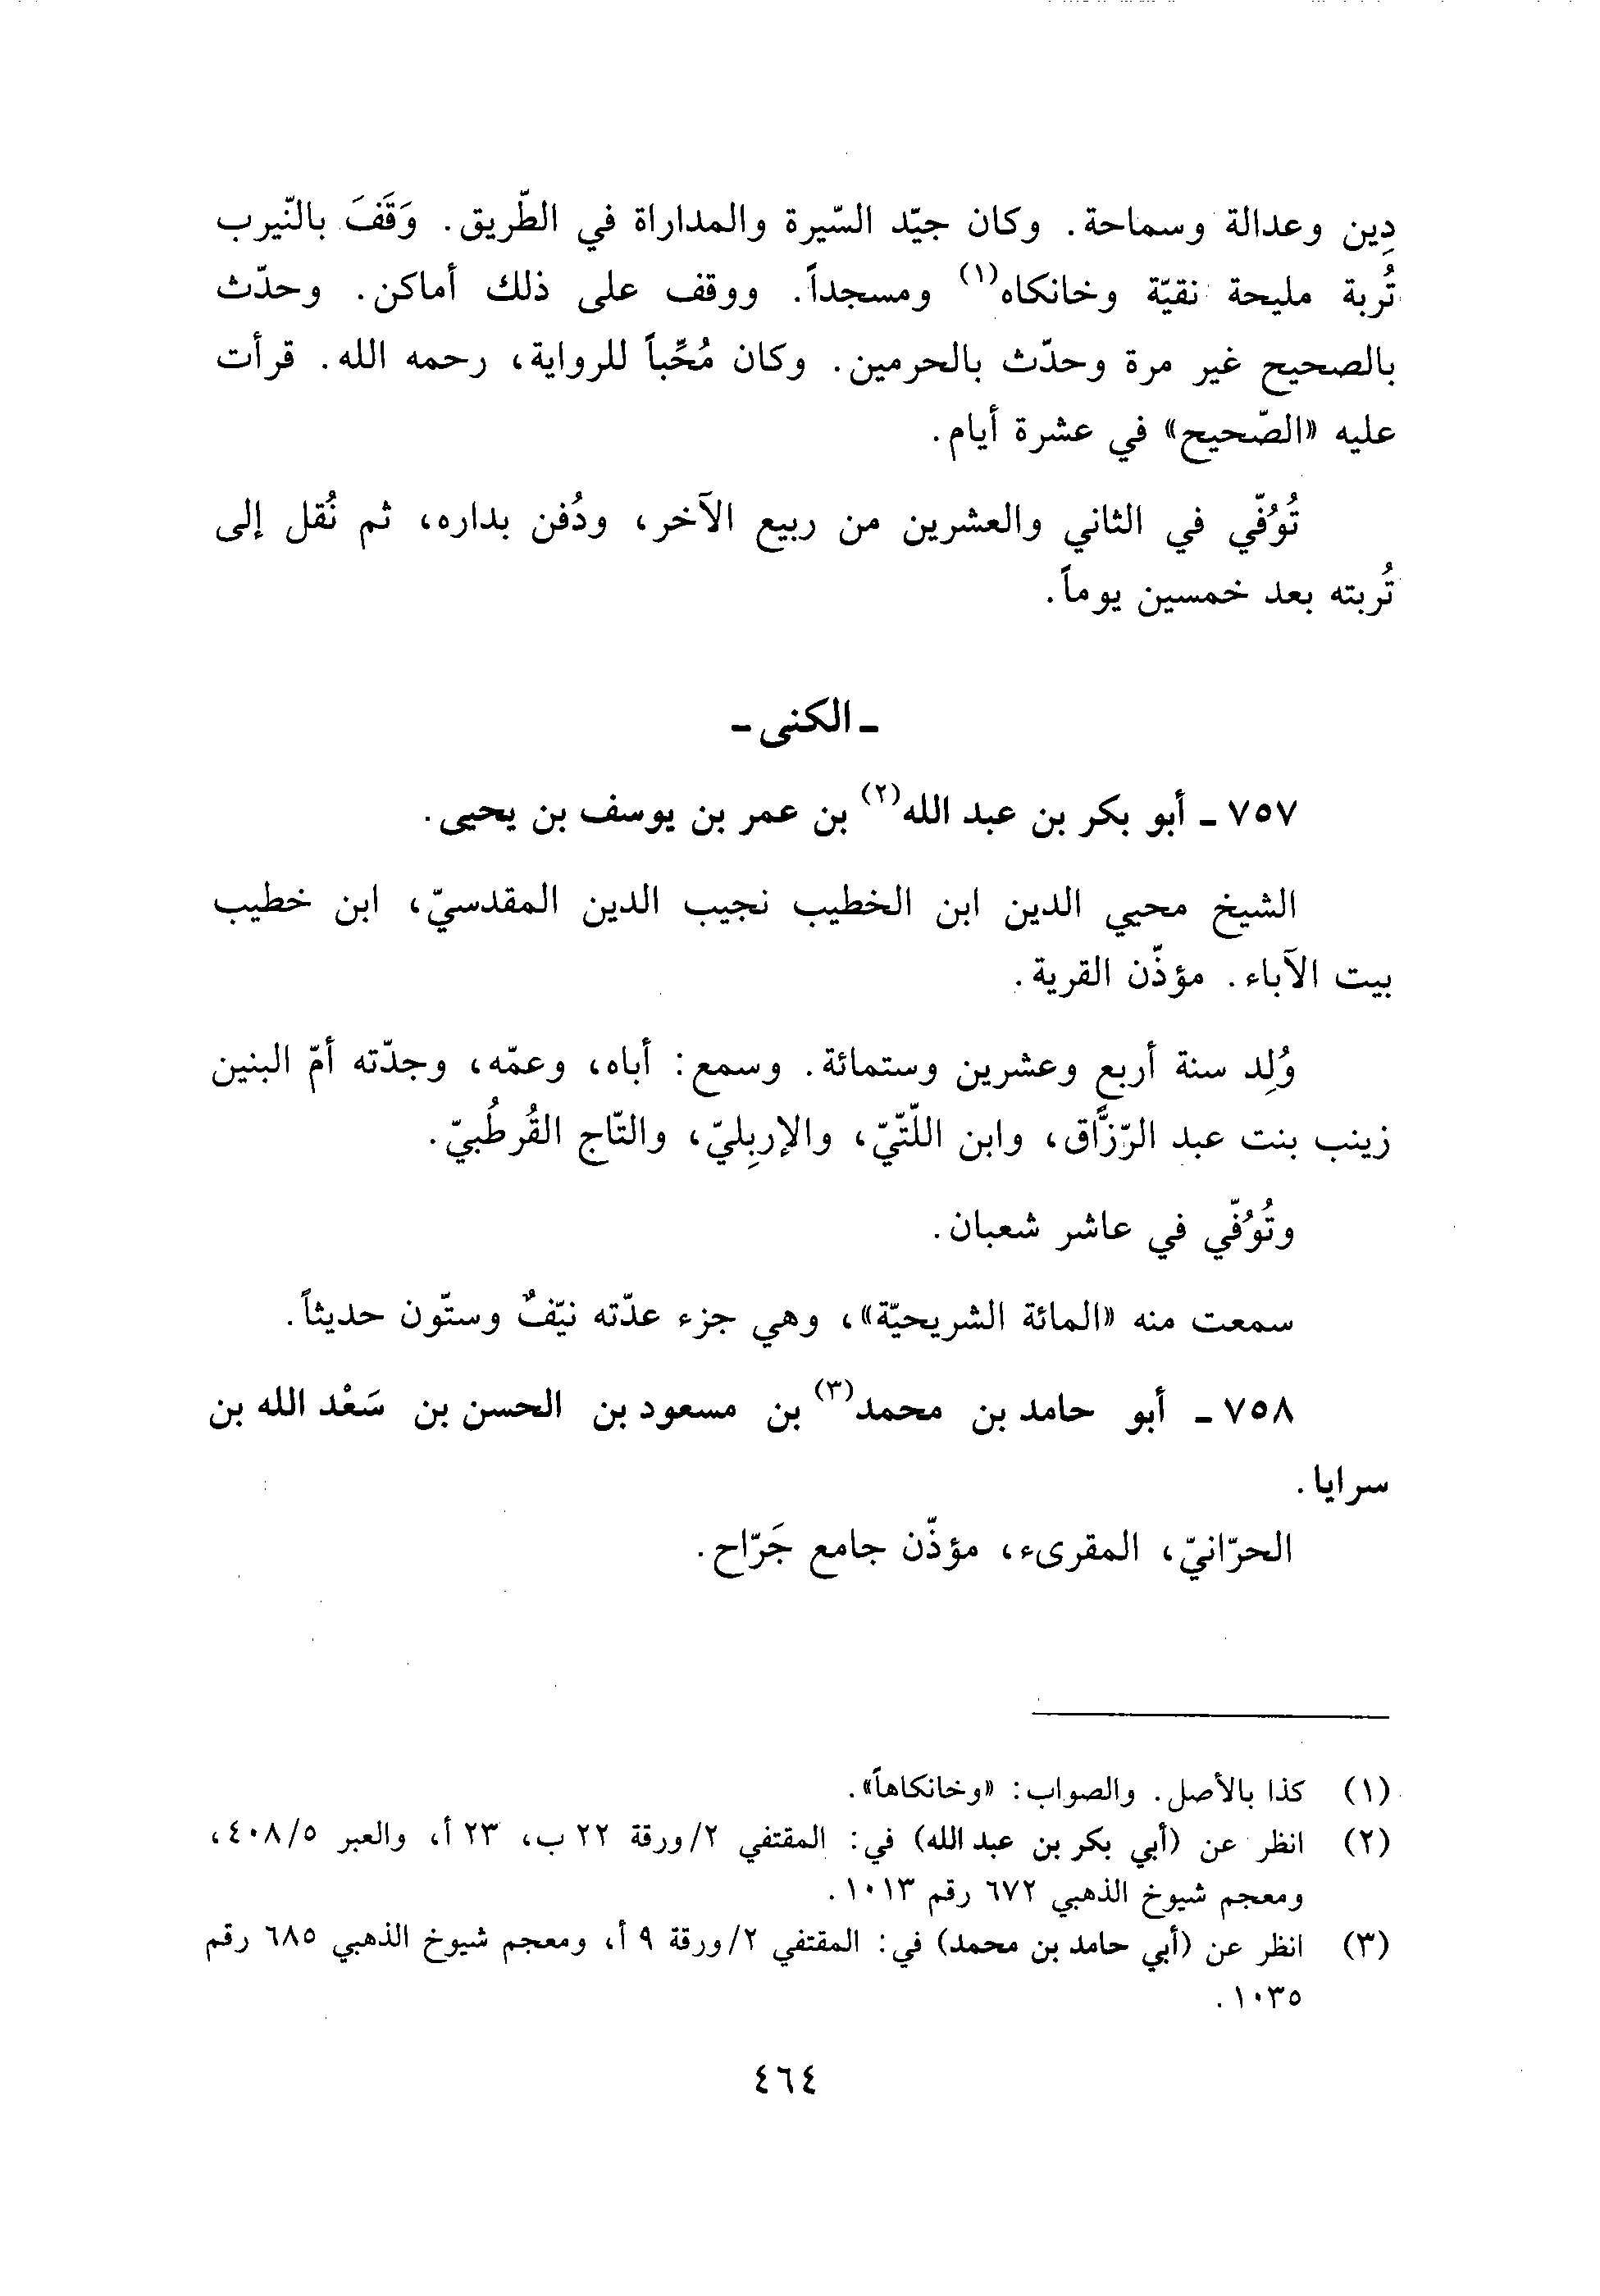 دِين وعدالة وسماحة. وكان جيّد السّيرة والمداراة في الطّريق. وَقَفَ بالنّيرب
تُربة مليحة نقيّة وخانكاه(١) ومسجداً. ووقف على ذلك أماكن. وحدّث
بالصحيح غير مرة وحدّث بالحرمين. وكان مُحِّباً للرواية، رحمه الله. قرأت
عليه «الصّحيح» في عشرة أيام.
تُوُفّي في الثاني والعشرين من ربيع الآخر، ودُفن بداره، ثم نُقل إلى
تُربته بعد خمسين يوماً.
ـ الكنى ـ
٧٥٧ ـ أبو بكر بن عبد الله(٢) بن عمر بن يوسف بن يحيى.
الشيخ محيي الدين ابن الخطيب نجيب الدين المقدسيّ، ابن خطيب
بيت الآباء. مؤذّن القرية.
وُلِد سنة أربع وعشرين وستمائة. وسمع: أباه، وعمّه، وجدّته أمّ البنين
زينب بنت عبد الرّزّاق، وابن اللّتّيّ، والإربِليّ، والتّاج القُرطُبيّ.
وتُوُفّي في عاشر شعبان.
سمعت منه «المائة الشريحيّة»، وهي جزء عدّته نيّفٌ وستّون حديثاً.
٧٥٨ ـ أبو حامد بن محمد(٣) بن مسعود بن الحسن بن سَعْد الله بن
سرايا.
الحرّانيّ، المقرىء، مؤذّن جامع جَرّاح.
(١) كذا بالأصل. والصواب: «وخانكاهاً».
(٢) انظر عن (أبي بكر بن عبد الله) في: المقتفي ٢/ورقة ٢٢ ب، ٢٣ أ، والعبر ٤٠٨/٥،
ومعجم شيوخ الذهبي ٦٧٢ رقم ١٠١٣.
(٣) انظر عن (أبي حامد بن محمد) في: المقتفي ٢/ورقة ٩ أ، ومعجم شيوخ الذهبي ٦٨٥ رقم
١٠٣٥.
٤٦٤